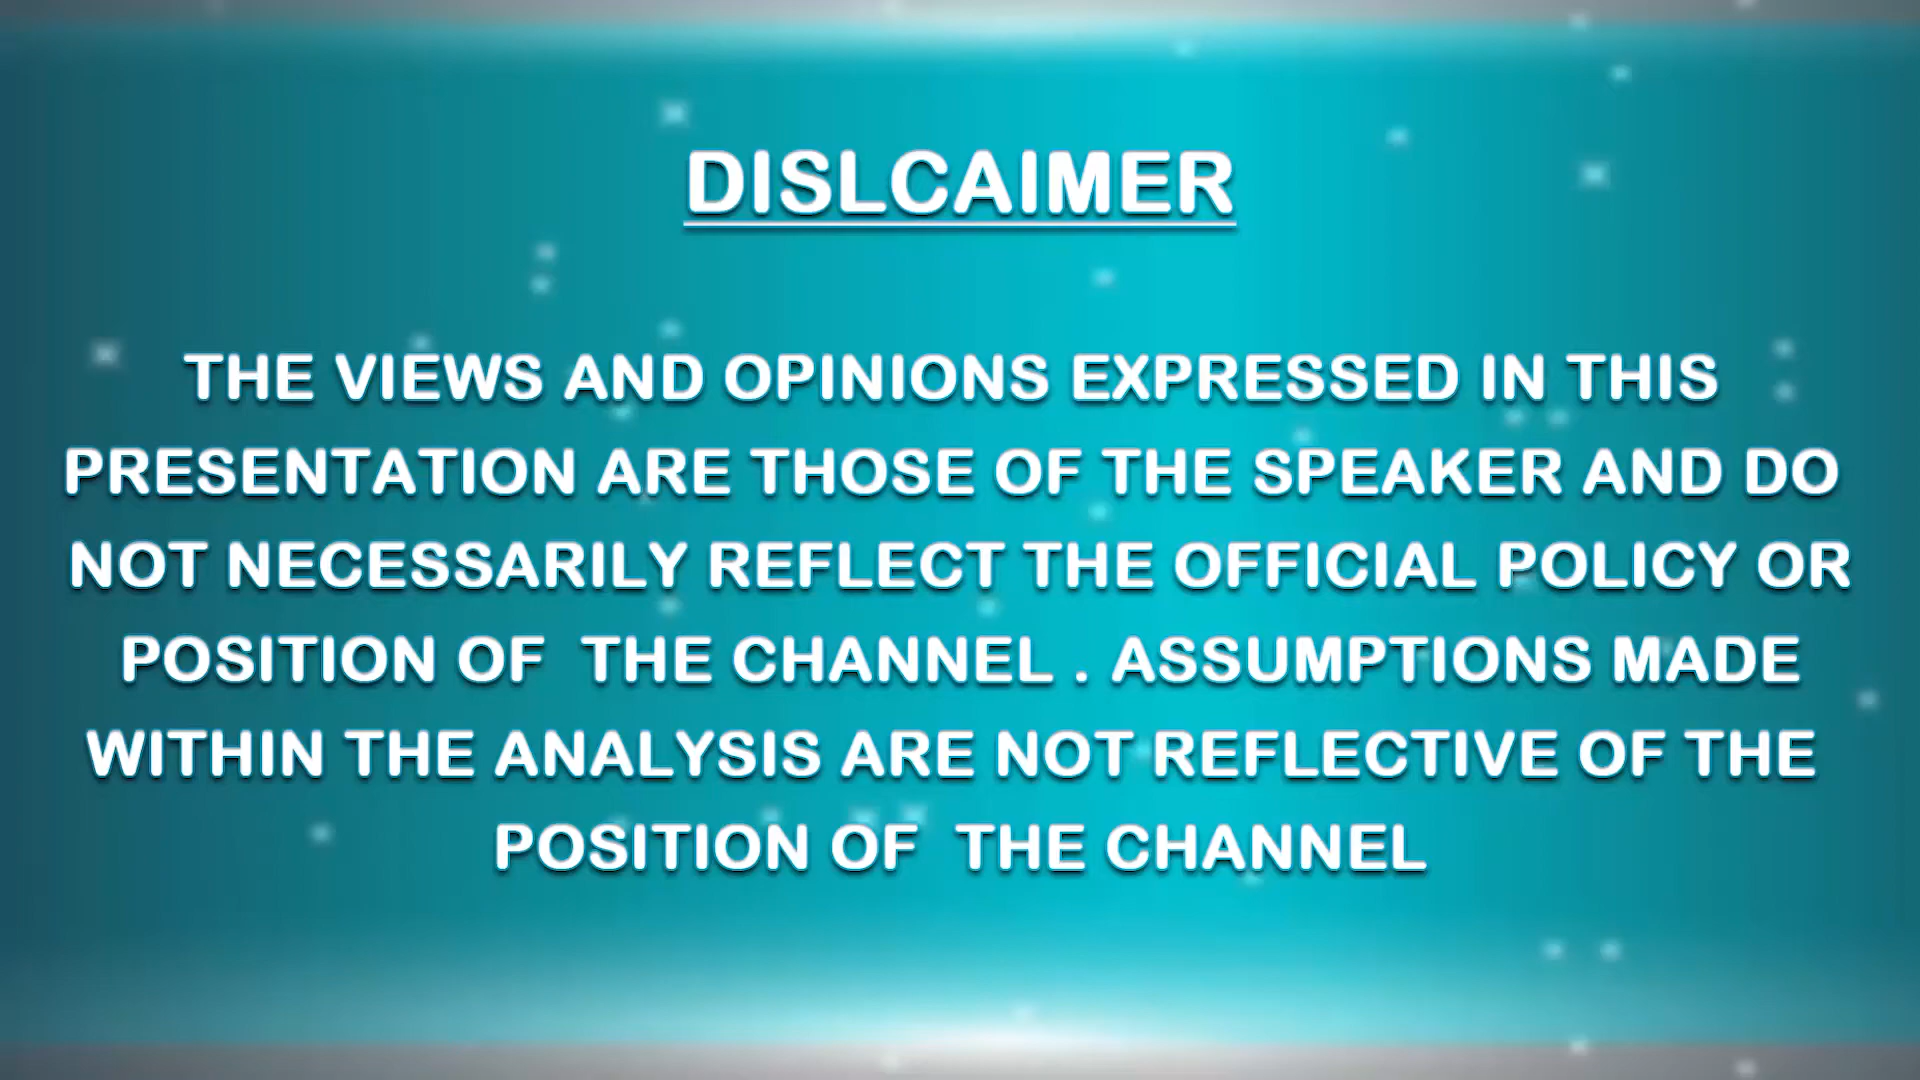 DISLCAIMER
THE VIEWS AND OPINIONS EXPRESSED IN THIS
PRESENTATION ARE THOSE OF THE SPEAKER AND DO
NOT NECESSARILY REFLECT THE OFFICIAL POLICY OR
POSITION OF  THE CHANNEL . ASSUMPTIONS MADE
WITHIN THE ANALYSIS ARE NOT REFLECTIVE OF THE
POSITION OF  THE CHANNEL